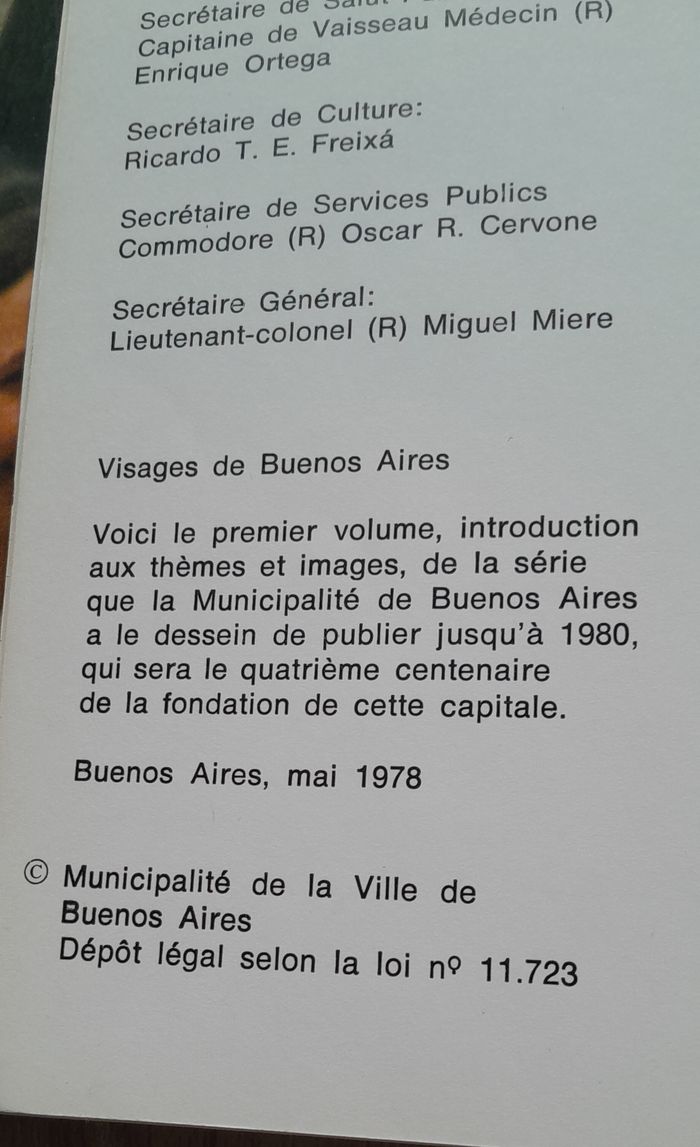 Secrétaire de
Capitaine de Vaisseau Médecin (R)
Enrique Ortega
Secrétaire de Culture:
Ricardo T. E. Freixá
Secrétaire de Services Publics
Commodore (R) Oscar R. Cervone
Secrétaire Général:
Lieutenant-colonel (R) Miguel Miere
Visages de Buenos Aires
Voici le premier volume, introduction
aux thèmes et images, de la série
que la Municipalité de Buenos Aires
a le dessein de publier jusqu'à 1980,
qui sera le quatrième centenaire
de la fondation de cette capitale.
Buenos Aires, mai 1978
© Municipalité de la Ville de
Buenos Aires
Dépôt légal selon la loi nº 11.723